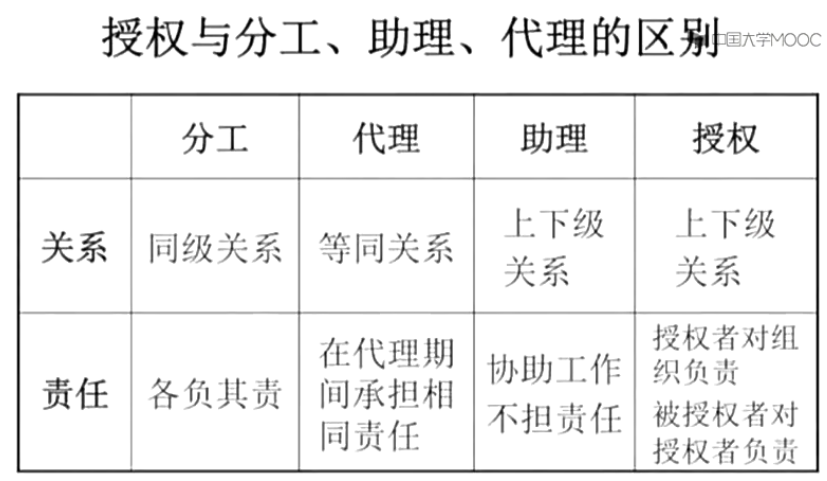 授权与分工、助理、代理的区别
中国大学MOOC
分工 代理 助理 授权
关系 同级关系 等同关系 上下级 上下级
关系 关系
责任 各负其责 在代理期
间承担相
同责任
协助工作
不担责任
授权者对组
织负责
被授权者对
授权者负责